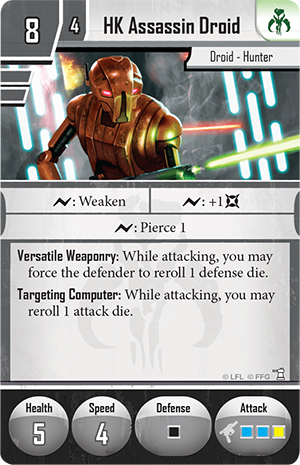 8
4
HK Assassin Droid
Droid - Hunter
: Weaken
: +1
: Pierce 1
Versatile Weaponry: While attacking, you may
force the defender to reroll 1 defense die.
Targeting Computer: While attacking, you may
reroll 1 attack die.
© LFL © FFG
Health
Speed
Defense
Attack
5
4